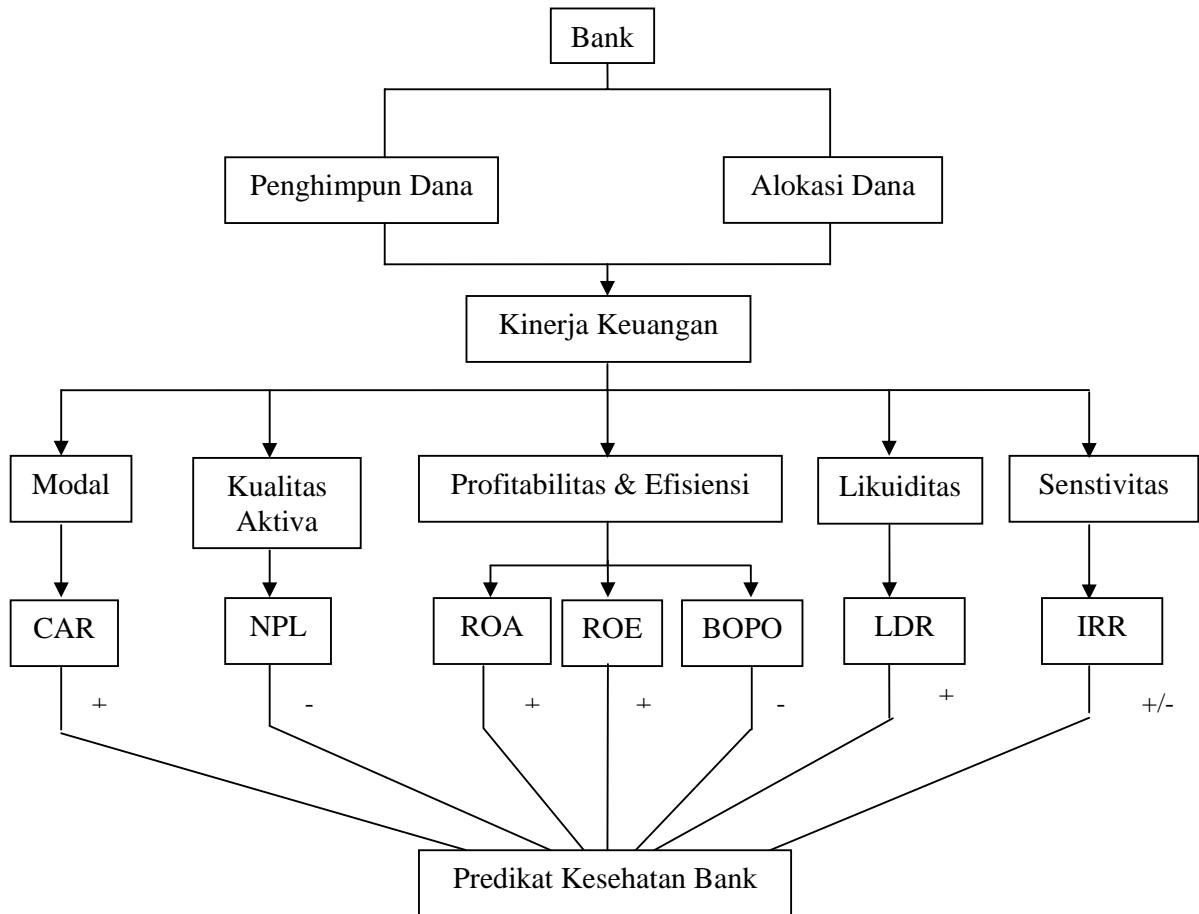 Bank
Penghimpun Dana
Alokasi Dana
Kinerja Keuangan
Modal
Kualitas
Aktiva
Profitabilitas & Efisiensi
Likuiditas
Senstivitas
CAR
NPL
ROA
ROE
BOPO
LDR
IRR
+
-
+
+
-
+
+/-
Predikat Kesehatan Bank